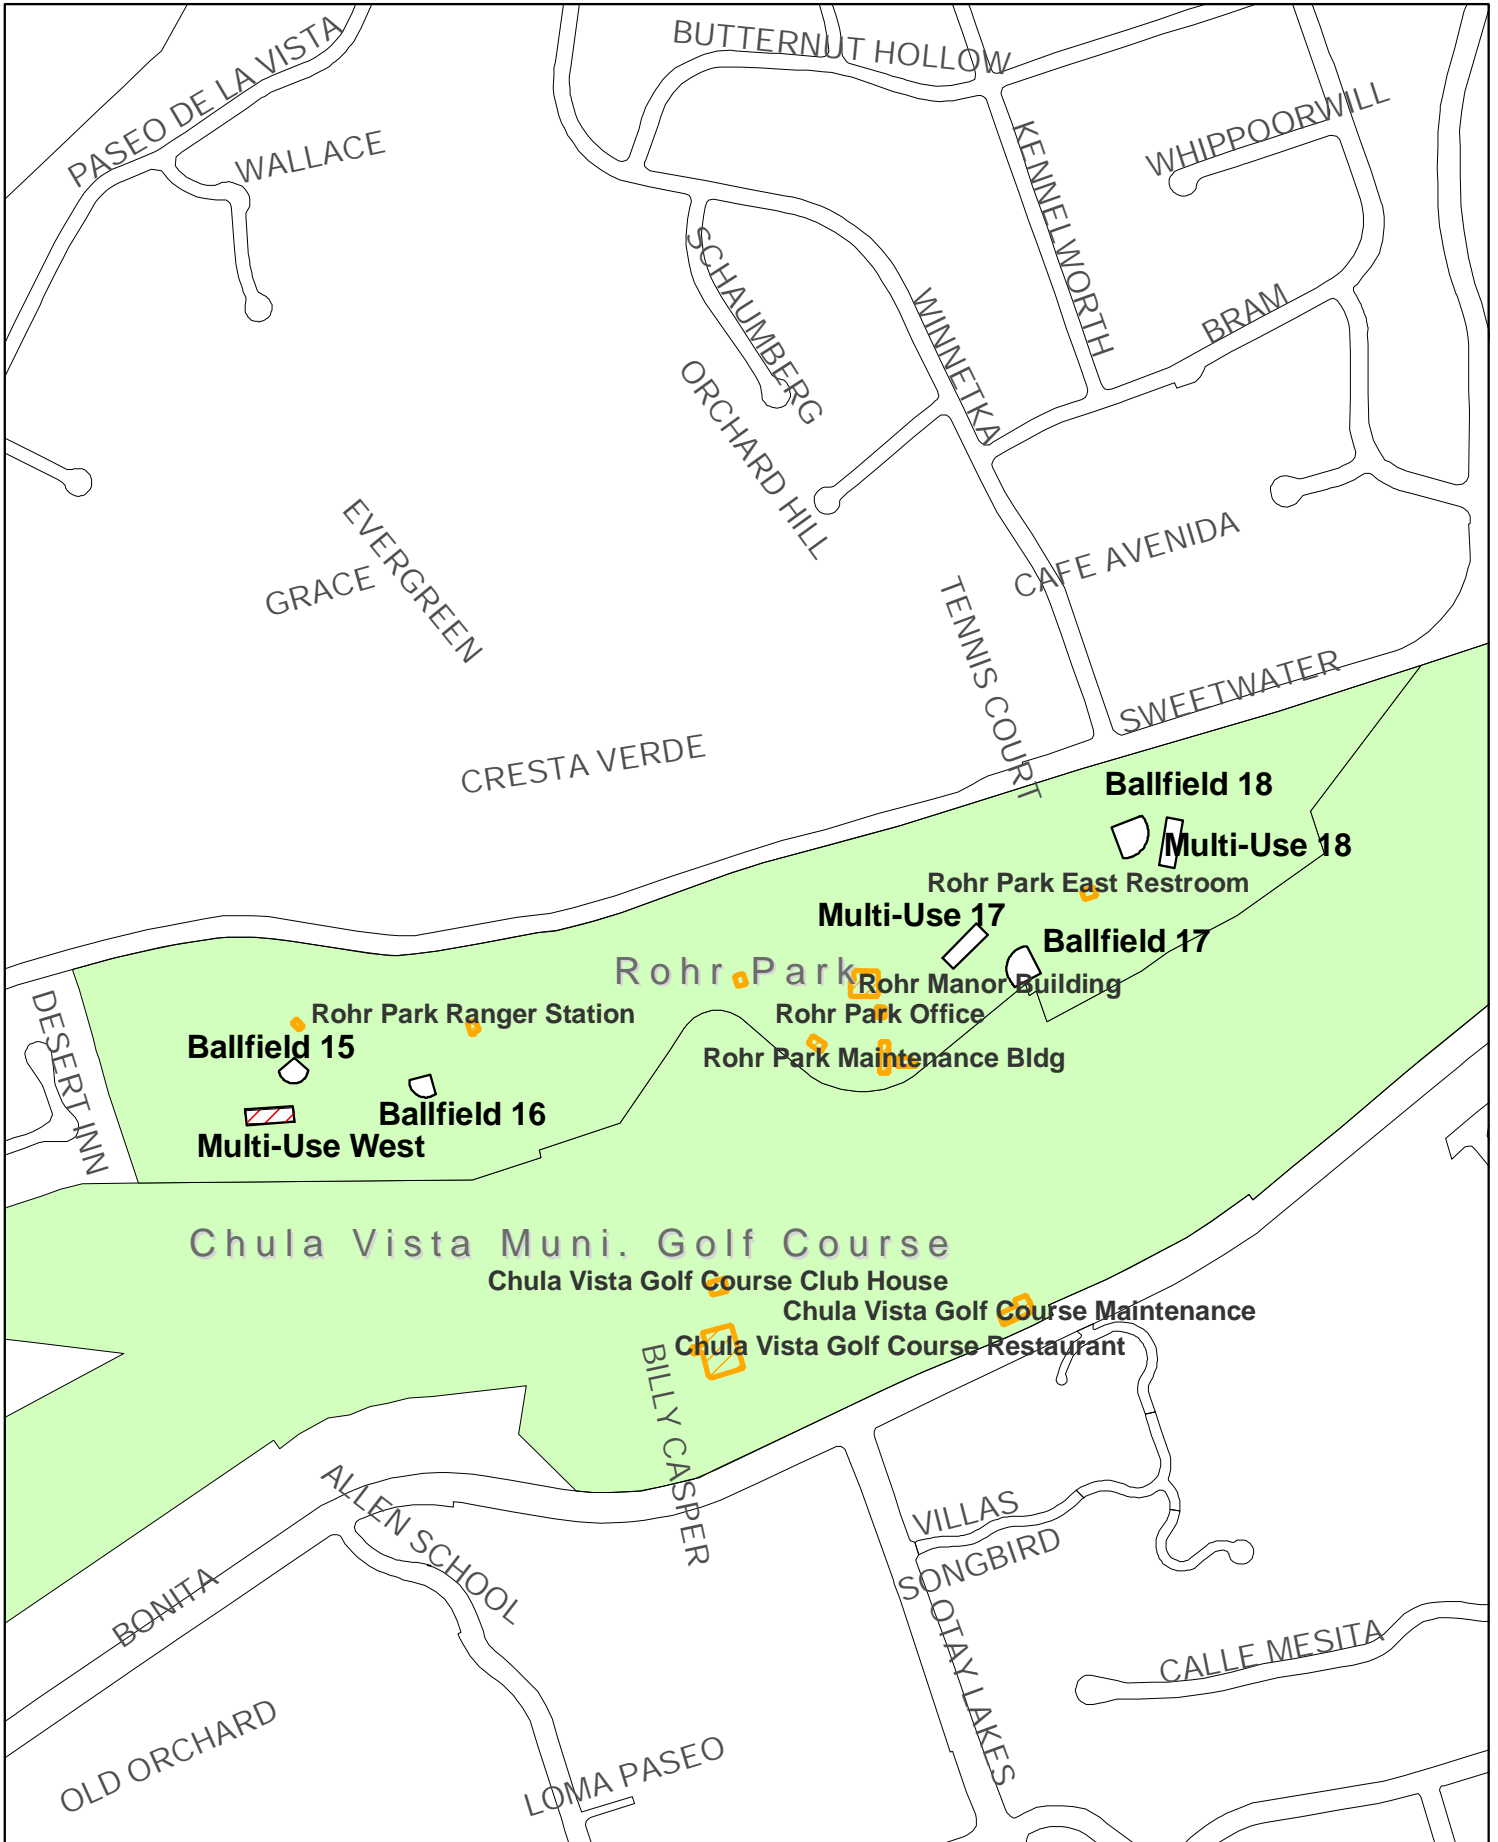 BUTTERNUT HOLLOW
PASEO DE LA VISTA
WALLACE
WHIPPOORWILL
KENNELWORTH
SCHAUMBERG
WINNETKA
BRAM
ORCHARD HILL
EVERGREEN
GRACE
CAFE AVENIDA
TENNIS COURT
SWEETWATER
CRESTA VERDE
Ballfield 18
Multi-Use 18
Rohr Park East Restroom
Multi-Use 17
Ballfield 17
Rohr Park
Rohr Manor Building
Rohr Park Ranger Station
Rohr Park Office
DESERT INN
Ballfield 15
Rohr Park Maintenance Bldg
Ballfield 16
Multi-Use West
Chula Vista Muni. Golf Course
Chula Vista Golf Course Club House
Chula Vista Golf Course Maintenance
Chula Vista Golf Course Restaurant
BILLY CASPER
ALLEN SCHOOL
VILLAS
SONGBIRD
BONITA
OTAY LAKES
CALLE MESITA
OLD ORCHARD
LOMA PASEO